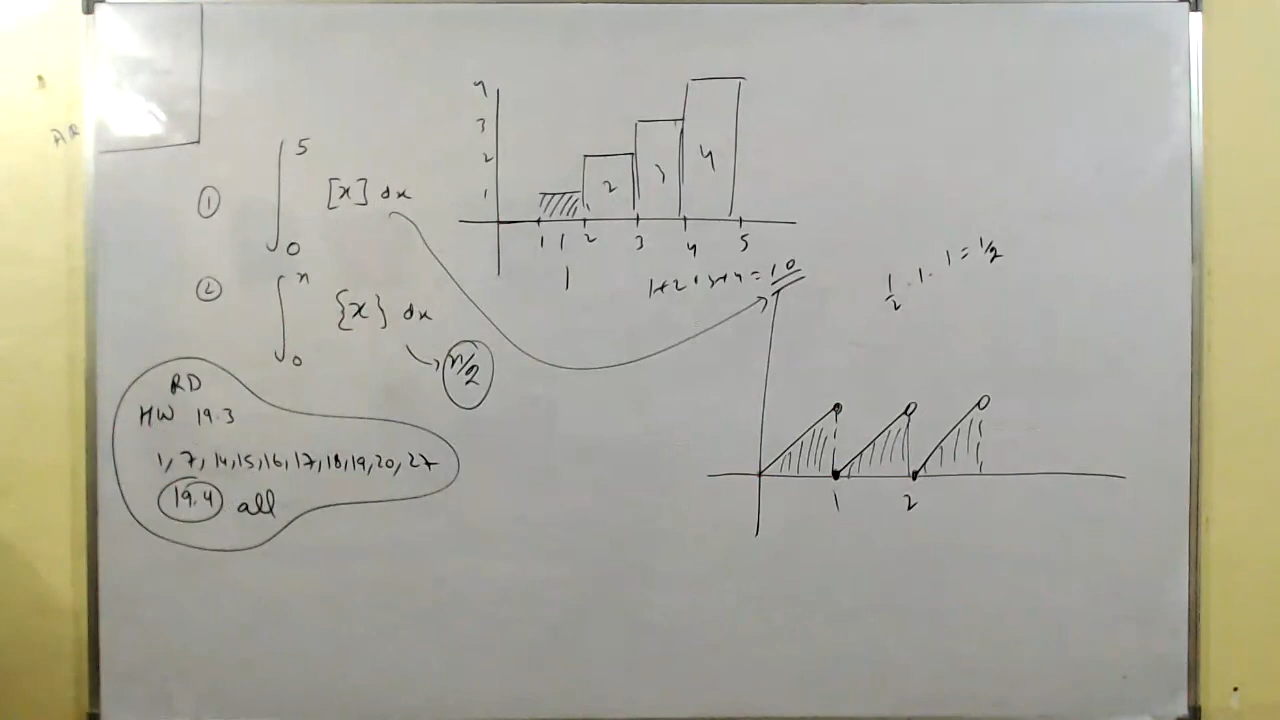 AR
① ∫₀⁵ [x] dx
② ∫₀ⁿ {x} dx
n/2
RD
HW 19.3
1, 7, 14, 15, 16, 17, 18, 19, 20, 27
19.4 all
4
3
2
1
2 3 4
1 1 2 3 4 5
1
1+2+3+4=10
1/2 · 1 · 1 = 1/2
1 2